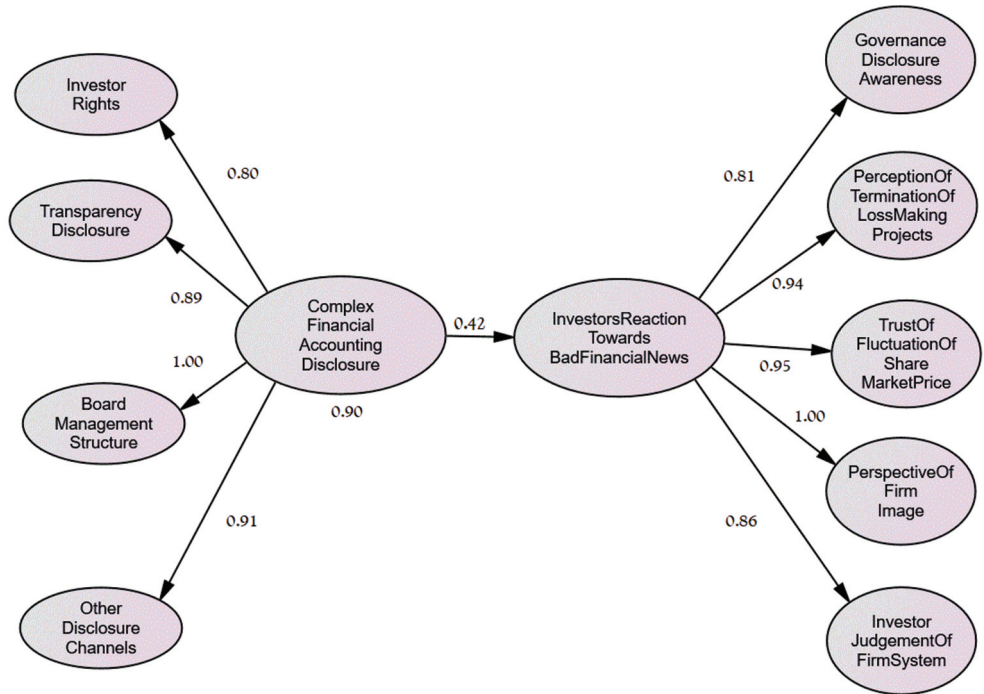 Investor
Rights
0.80
Transparency
Disclosure
0.89
1.00
Board
Management
Structure
0.91
Other
Disclosure
Channels
Complex
Financial
Accounting
Disclosure
0.90
0.42
InvestorsReaction
Towards
BadFinancialNews
0.81
Governance
Disclosure
Awareness
0.94
PerceptionOf
TerminationOf
LossMaking
Projects
0.95
TrustOf
FluctuationOf
Share
MarketPrice
1.00
PerspectiveOf
Firm
Image
0.86
Investor
JudgementOf
FirmSystem